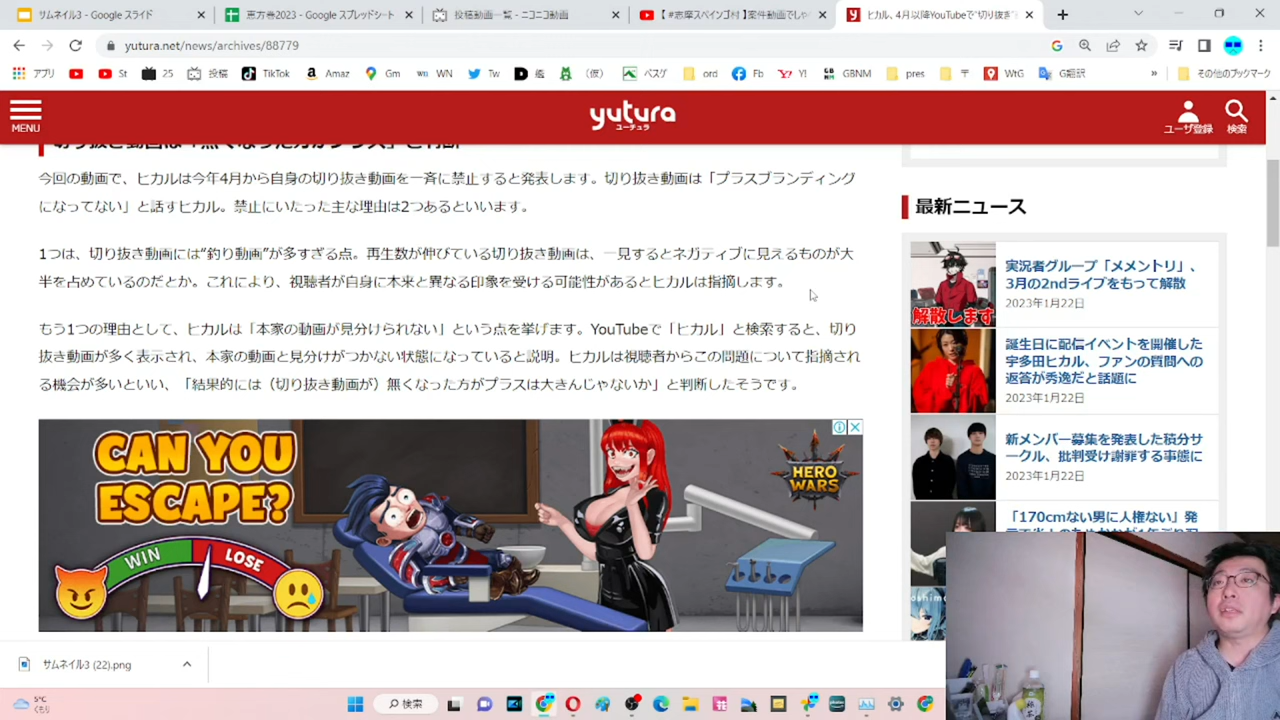 サムネイル3 - Google スライド
恵方巻2023 - Google スプレッドシート
投稿動画一覧 - ニコニコ動画
【 #志摩スペイン村 】案件動画でしゃべ
ヒカル、4月以降YouTubeで"切り抜き"
yutura.net/news/archives/88779
アプリ
St
25
投稿
TikTok
Amaz
Gm
WN
Tw
艦
(仮)
ベスゲ
ord
Fb
Y!
GBNM
pres
〒
WtG
G翻訳
»
その他のブックマーク
MENU
yutura
ユーチュラ
ユーザ登録
検索
今回の動画で、ヒカルは今年4月から自身の切り抜き動画を一斉に禁止すると発表します。切り抜き動画は「プラスブランディング
になってない」と話すヒカル。禁止にいたった主な理由は2つあるといいます。
1つは、切り抜き動画には“釣り動画”が多すぎる点。再生数が伸びている切り抜き動画は、一見するとネガティブに見えるものが大
半を占めているのだとか。これにより、視聴者が自身に本来と異なる印象を受ける可能性があるとヒカルは指摘します。
もう1つの理由として、ヒカルは「本家の動画が見分けられない」という点を挙げます。YouTubeで「ヒカル」と検索すると、切り
抜き動画が多く表示され、本家の動画と見分けがつかない状態になっていると説明。ヒカルは視聴者からこの問題について指摘され
る機会が多いといい、「結果的には（切り抜き動画が）無くなった方がプラスは大きんじゃないか」と判断したそうです。
CAN YOU
ESCAPE?
WIN
LOSE
HERO
WARS
最新ニュース
解散します
実況者グループ「メメントリ」、
3月の2ndライブをもって解散
2023年1月22日
誕生日に配信イベントを開催した
宇多田ヒカル、ファンの質問への
返答が秀逸だと話題に
2023年1月22日
新メンバー募集を発表した積分サ
ークル、批判受け謝罪する事態に
2023年1月22日
「170cmない男に人権ない」発
サムネイル3 (22).png
5°C
くもり
検索